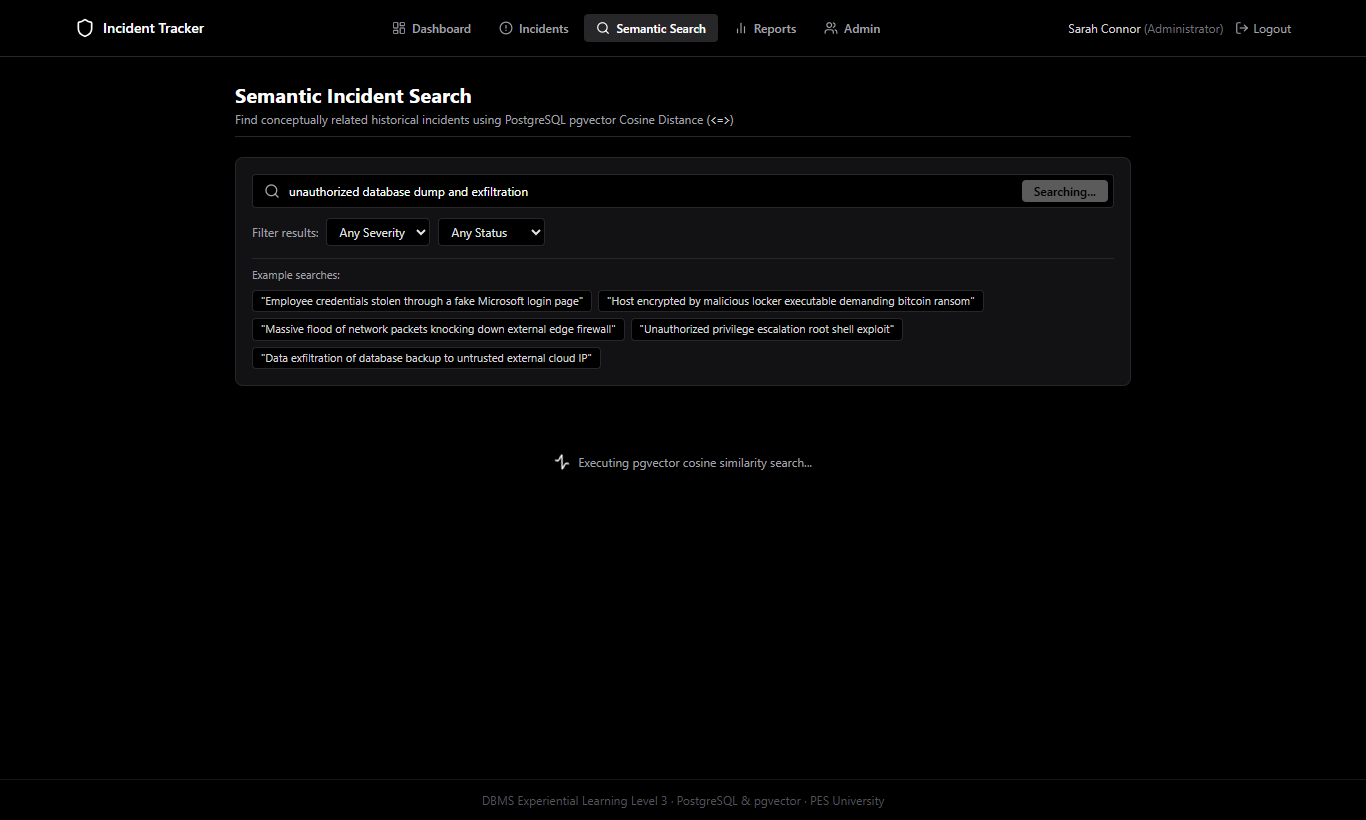 Incident Tracker Dashboard Incidents Semantic Search Reports Admin Sarah Connor (Administrator) Logout
Semantic Incident Search
Find conceptually related historical incidents using PostgreSQL pgvector Cosine Distance (<=>)
unauthorized database dump and exfiltration Searching...
Filter results: Any Severity Any Status
Example searches:
"Employee credentials stolen through a fake Microsoft login page" "Host encrypted by malicious locker executable demanding bitcoin ransom"
"Massive flood of network packets knocking down external edge firewall" "Unauthorized privilege escalation root shell exploit"
"Data exfiltration of database backup to untrusted external cloud IP"
Executing pgvector cosine similarity search...
DBMS Experiential Learning Level 3 · PostgreSQL & pgvector · PES University